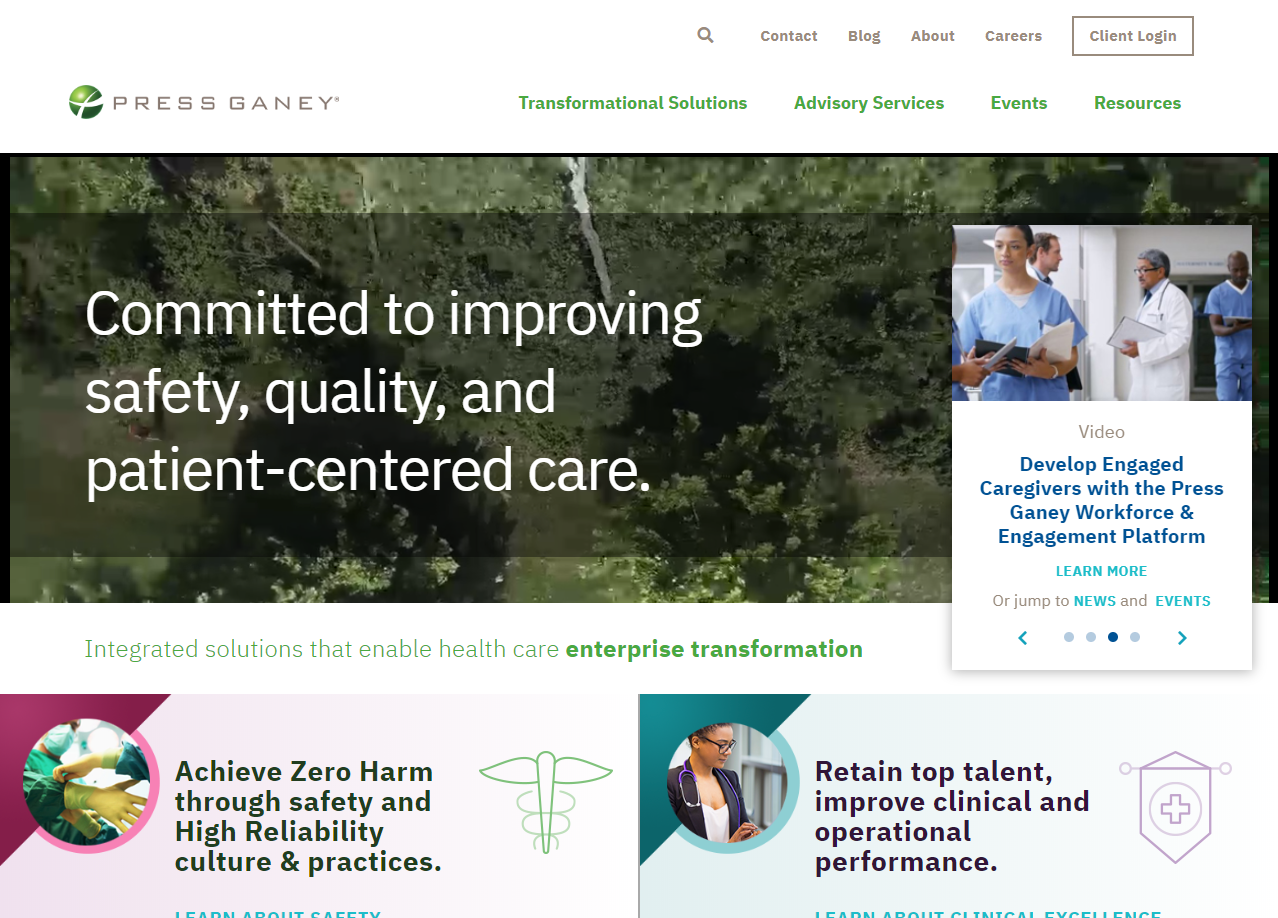 Contact Blog About Careers Client Login
PRESS GANEY®
Transformational Solutions Advisory Services Events Resources
Committed to improving
safety, quality, and
patient-centered care.
Video
Develop Engaged
Caregivers with the Press
Ganey Workforce &
Engagement Platform
LEARN MORE
Or jump to NEWS and EVENTS
Integrated solutions that enable health care enterprise transformation
Achieve Zero Harm
through safety and
High Reliability
culture & practices.
LEARN ABOUT SAFETY
Retain top talent,
improve clinical and
operational
performance.
LEARN ABOUT CLINICAL EXCELLENCE